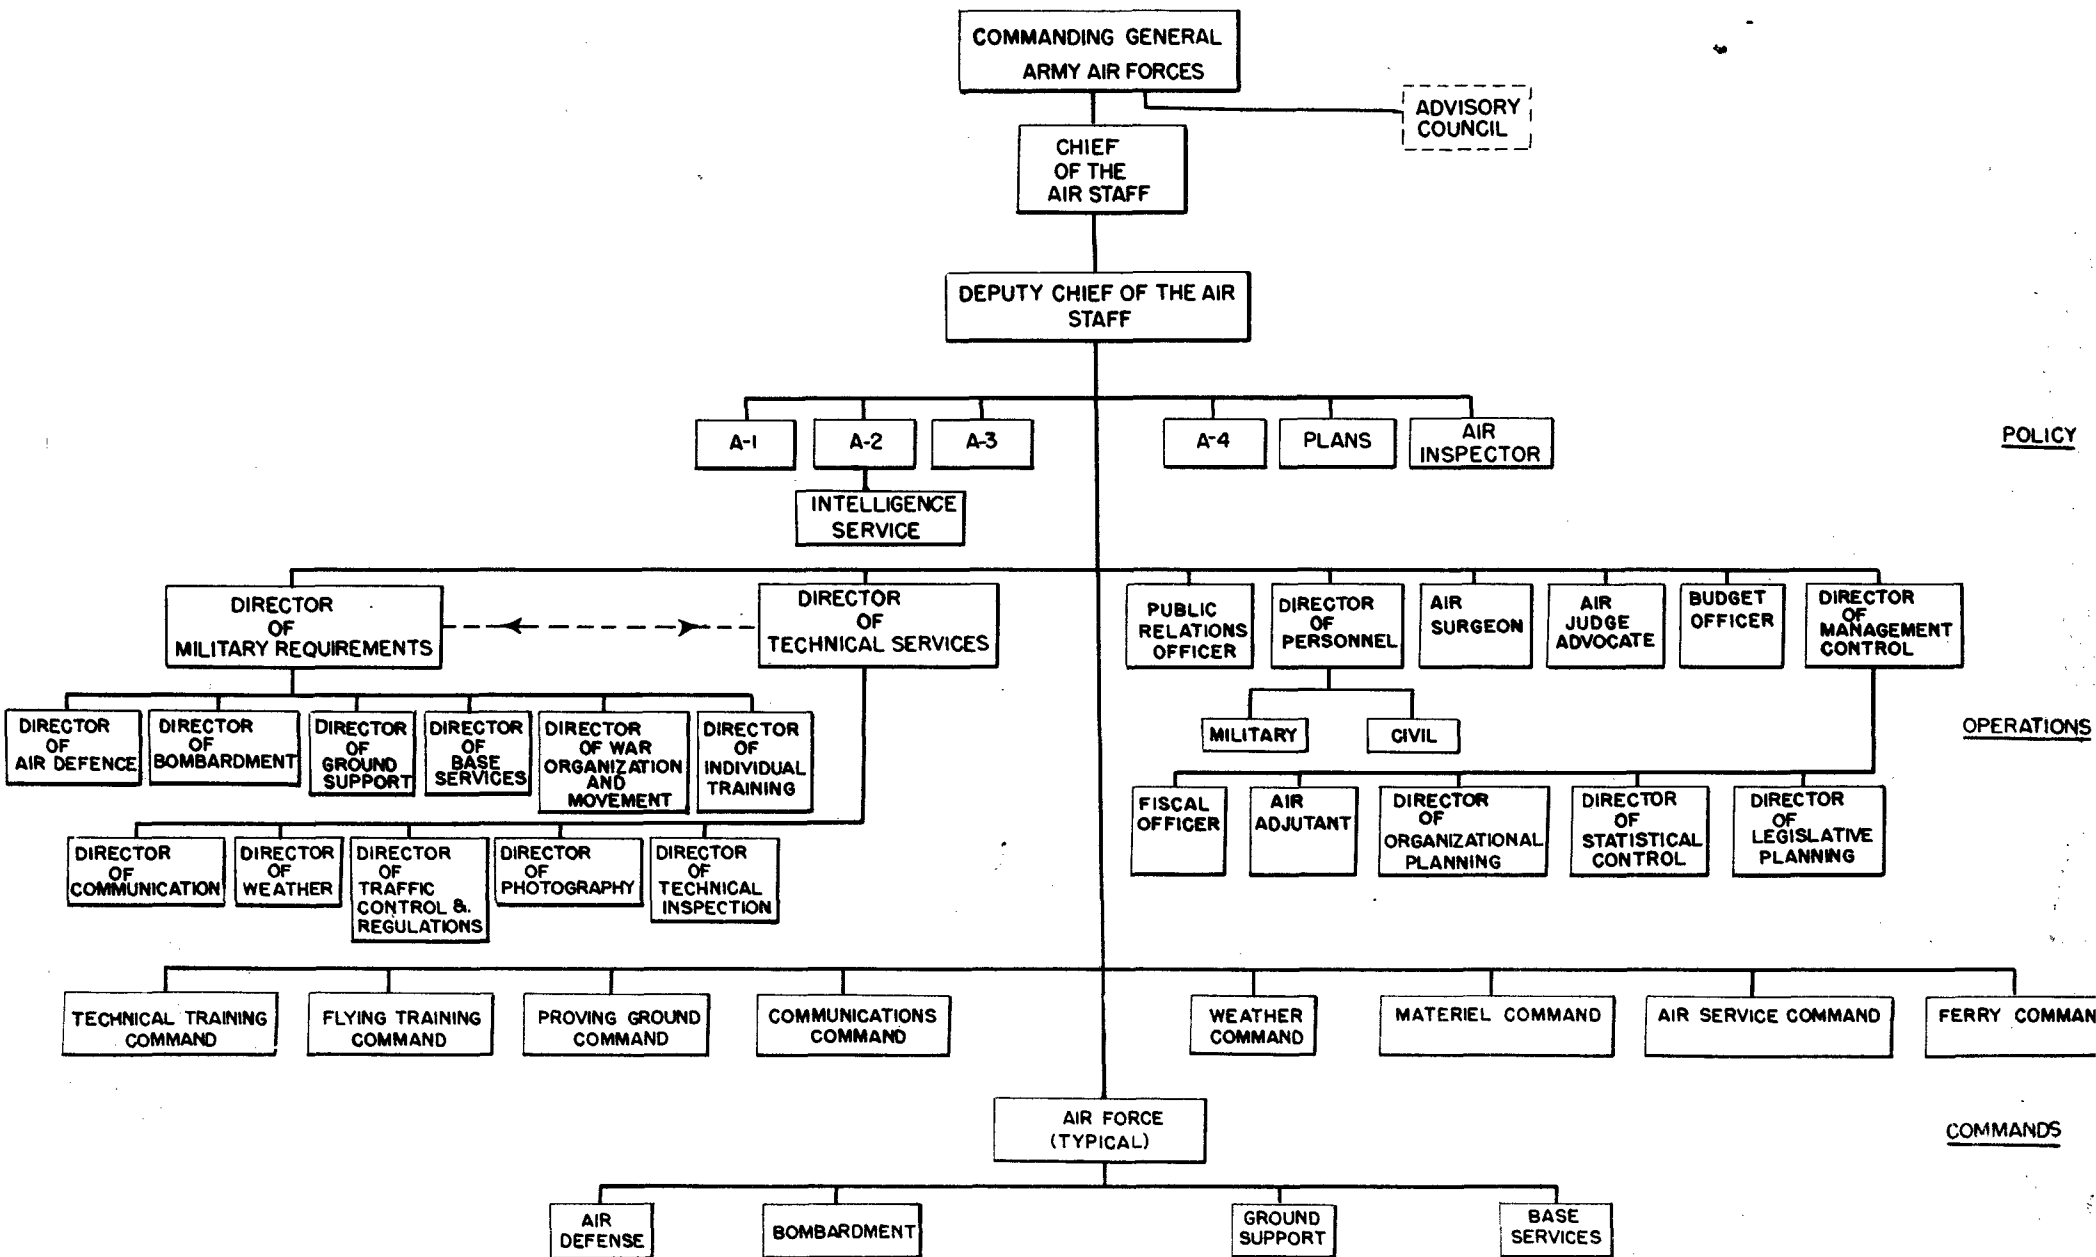 COMMANDING GENERAL
ARMY AIR FORCES
ADVISORY
COUNCIL
CHIEF
OF THE
AIR STAFF
DEPUTY CHIEF OF THE AIR
STAFF
A-1
A-2
A-3
A-4
PLANS
AIR
INSPECTOR
POLICY
INTELLIGENCE
SERVICE
DIRECTOR
OF
MILITARY REQUIREMENTS
DIRECTOR
OF
TECHNICAL SERVICES
PUBLIC
RELATIONS
OFFICER
DIRECTOR
OF
PERSONNEL
AIR
SURGEON
AIR
JUDGE
ADVOCATE
BUDGET
OFFICER
DIRECTOR
OF
MANAGEMENT
CONTROL
DIRECTOR
OF
AIR DEFENCE
DIRECTOR
OF
BOMBARDMENT
DIRECTOR
OF
GROUND
SUPPORT
DIRECTOR
OF
BASE
SERVICES
DIRECTOR
OF WAR
ORGANIZATION
AND
MOVEMENT
DIRECTOR
OF
INDIVIDUAL
TRAINING
MILITARY
CIVIL
OPERATIONS
FISCAL
OFFICER
AIR
ADJUTANT
DIRECTOR
OF
ORGANIZATIONAL
PLANNING
DIRECTOR
OF
STATISTICAL
CONTROL
DIRECTOR
OF
LEGISLATIVE
PLANNING
DIRECTOR
OF
COMMUNICATION
DIRECTOR
OF
WEATHER
DIRECTOR
OF
TRAFFIC
CONTROL &
REGULATIONS
DIRECTOR
OF
PHOTOGRAPHY
DIRECTOR
OF
TECHNICAL
INSPECTION
TECHNICAL TRAINING
COMMAND
FLYING TRAINING
COMMAND
PROVING GROUND
COMMAND
COMMUNICATIONS
COMMAND
WEATHER
COMMAND
MATERIEL COMMAND
AIR SERVICE COMMAND
FERRY COMMAN
AIR FORCE
(TYPICAL)
COMMANDS
AIR
DEFENSE
BOMBARDMENT
GROUND
SUPPORT
BASE
SERVICES